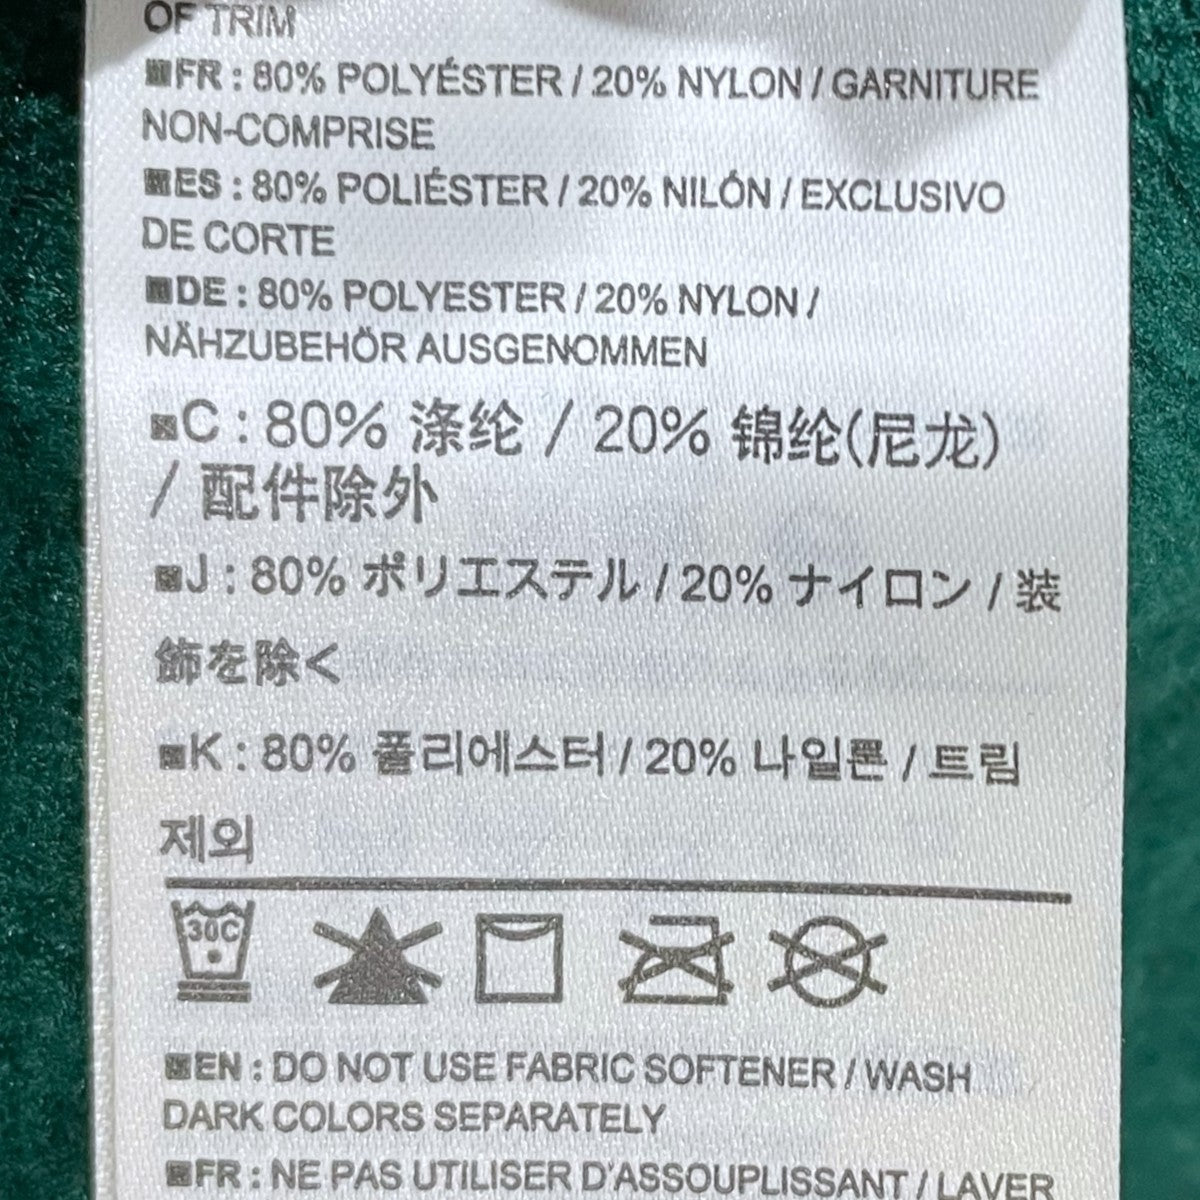 OF TRIM
■FR : 80% POLYÉSTER / 20% NYLON / GARNITURE
NON-COMPRISE
■ES : 80% POLIÉSTER / 20% NILÓN / EXCLUSIVO
DE CORTE
■DE : 80% POLYESTER / 20% NYLON /
NÄHZUBEHÖR AUSGENOMMEN
■C : 80% 涤纶 / 20% 锦纶(尼龙)
/ 配件除外
■J : 80% ポリエステル / 20% ナイロン / 装
飾を除く
■K : 80% 폴리에스터 / 20% 나일론 / 트림
제외
30C
■EN : DO NOT USE FABRIC SOFTENER / WASH
DARK COLORS SEPARATELY
■FR : NE PAS UTILISER D'ASSOUPLISSANT / LAVER